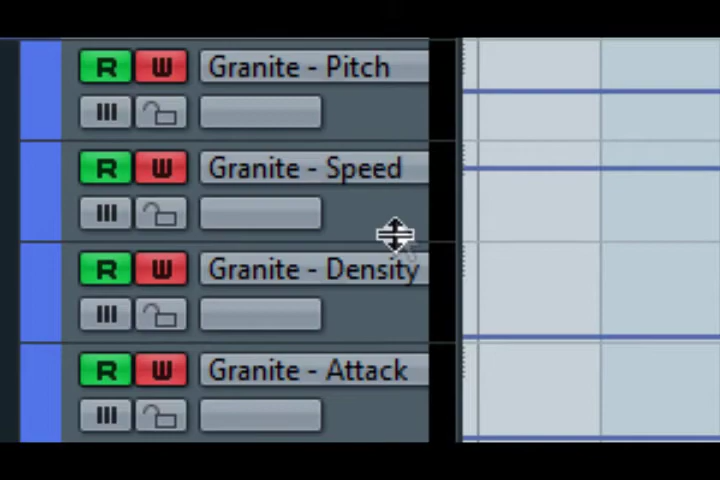 R W Granite - Pitch
R W Granite - Speed
R W Granite - Density
R W Granite - Attack